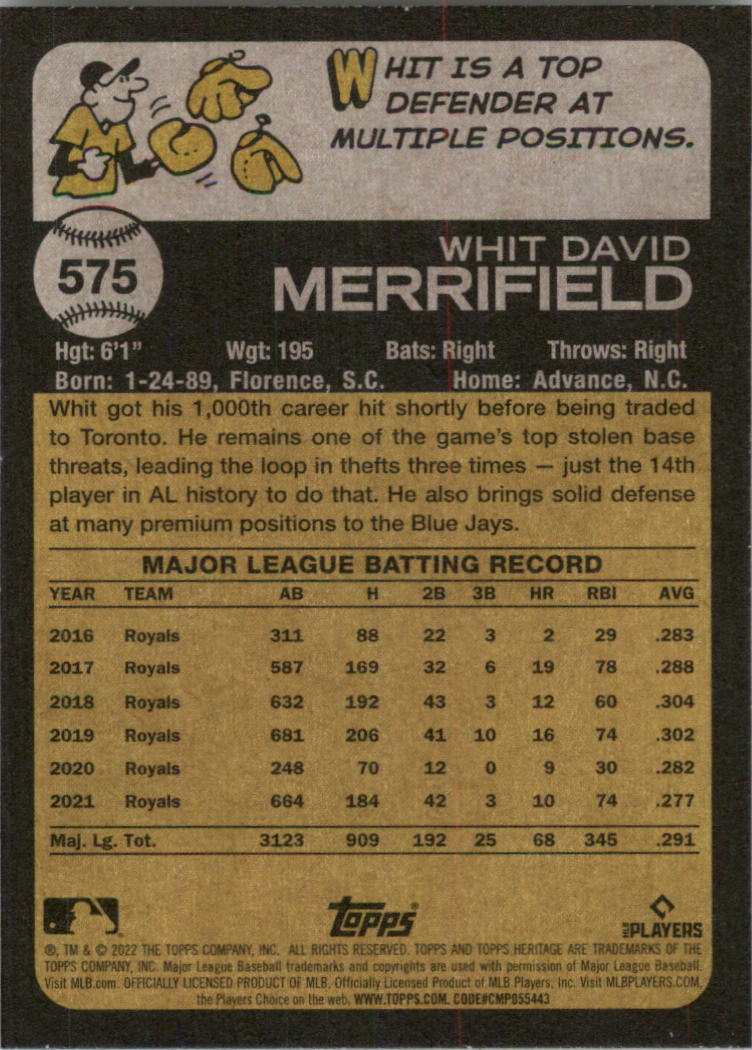 WHIT IS A TOP
DEFENDER AT
MULTIPLE POSITIONS.
575
WHIT DAVID
MERRIFIELD
Hgt: 6'1" Wgt: 195 Bats: Right Throws: Right
Born: 1-24-89, Florence, S.C. Home: Advance, N.C.
Whit got his 1,000th career hit shortly before being traded
to Toronto. He remains one of the game's top stolen base
threats, leading the loop in thefts three times — just the 14th
player in AL history to do that. He also brings solid defense
at many premium positions to the Blue Jays.
MAJOR LEAGUE BATTING RECORD
YEAR TEAM AB H 2B 3B HR RBI AVG
2016 Royals 311 88 22 3 2 29 .283
2017 Royals 587 169 32 6 19 78 .288
2018 Royals 632 192 43 3 12 60 .304
2019 Royals 681 206 41 10 16 74 .302
2020 Royals 248 70 12 0 9 30 .282
2021 Royals 664 184 42 3 10 74 .277
Maj. Lg. Tot. 3123 909 192 25 68 345 .291
Topps® MLB PLAYERS
®, TM & © 2022 THE TOPPS COMPANY, INC. ALL RIGHTS RESERVED. TOPPS AND TOPPS HERITAGE ARE TRADEMARKS OF THE
TOPPS COMPANY, INC. Major League Baseball trademarks and copyrights are used with permission of Major League Baseball.
Visit MLB.com. OFFICIALLY LICENSED PRODUCT OF MLB. Officially Licensed Product of MLB Players, Inc. Visit MLBPLAYERS.COM,
the Players Choice on the web. WWW.TOPPS.COM. CODE#CMP055443